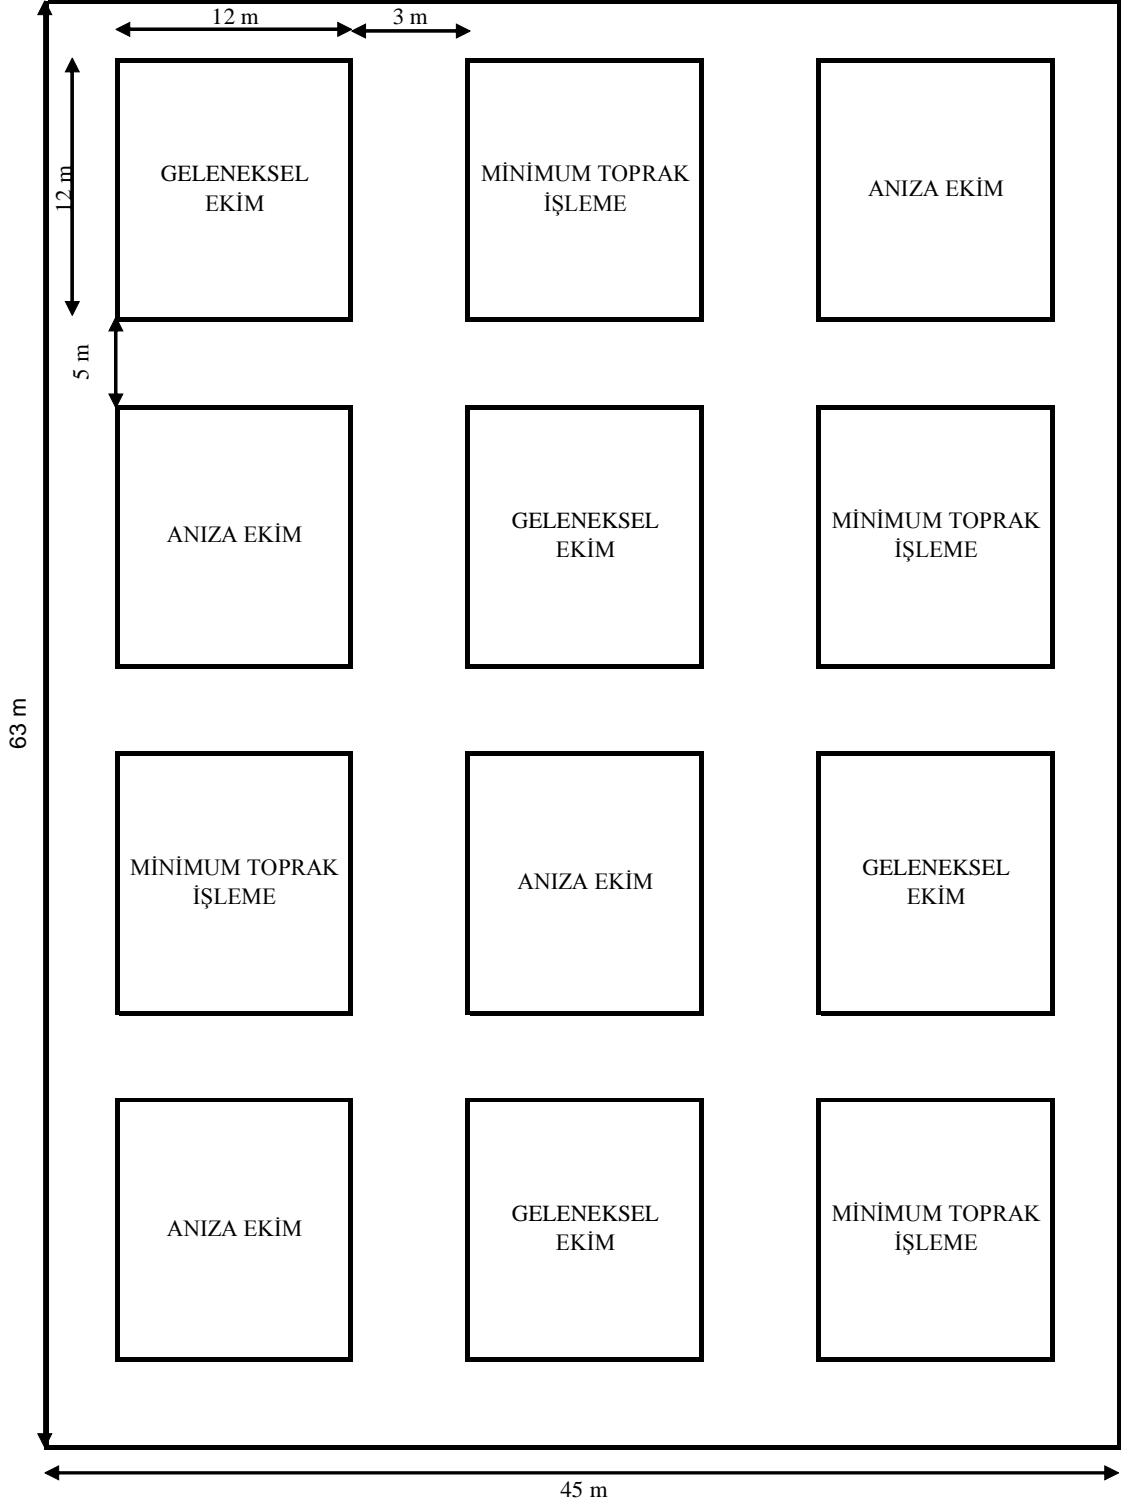 12 m
3 m
12 m
GELENEKSEL
EKİM
MİNİMUM TOPRAK
İŞLEME
ANIZA EKİM
5 m
ANIZA EKİM
GELENEKSEL
EKİM
MİNİMUM TOPRAK
İŞLEME
63 m
MİNİMUM TOPRAK
İŞLEME
ANIZA EKİM
GELENEKSEL
EKİM
ANIZA EKİM
GELENEKSEL
EKİM
MİNİMUM TOPRAK
İŞLEME
45 m